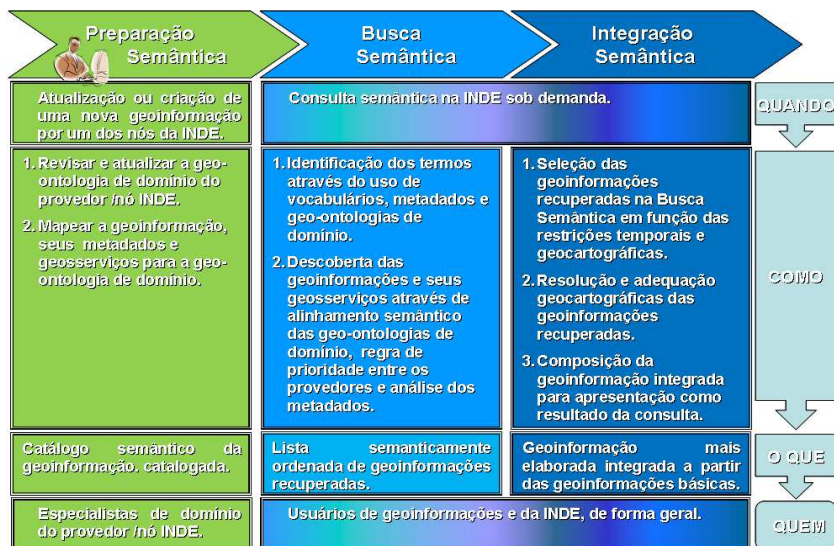 Preparação
Semântica
Busca
Semântica
Integração
Semântica
Atualização ou criação de
uma nova geoinformação
por um dos nós da INDE.
Consulta semântica na INDE sob demanda.
QUANDO
1. Revisar e atualizar a geo-
ontologia de domínio do
provedor /nó INDE.
2. Mapear a geoinformação,
seus metadados e
geosserviços para a geo-
ontologia de domínio.
1. Identificação dos termos
através do uso de
vocabulários, metadados e
geo-ontologias de
domínio.
2. Descoberta das
geoinformações e seus
geosserviços através de
alinhamento semântico
das geo-ontologias de
domínio, regra de
prioridade entre os
provedores e análise dos
metadados.
1. Seleção das
geoinformações
recuperadas na Busca
Semântica em função das
restrições temporais e
geocartográficas.
2. Resolução e adequação
geocartográficas das
geoinformações
recuperadas.
3. Composição da
geoinformação integrada
para apresentação como
resultado da consulta.
COMO
Catálogo semântico da
geoinformação. catalogada.
Lista semanticamente
ordenada de geoinformações
recuperadas.
Geoinformação mais
elaborada integrada a partir
das geoinformações básicas.
O QUE
Especialistas de domínio
do provedor /nó INDE.
Usuários de geoinformações e da INDE, de forma geral.
QUEM